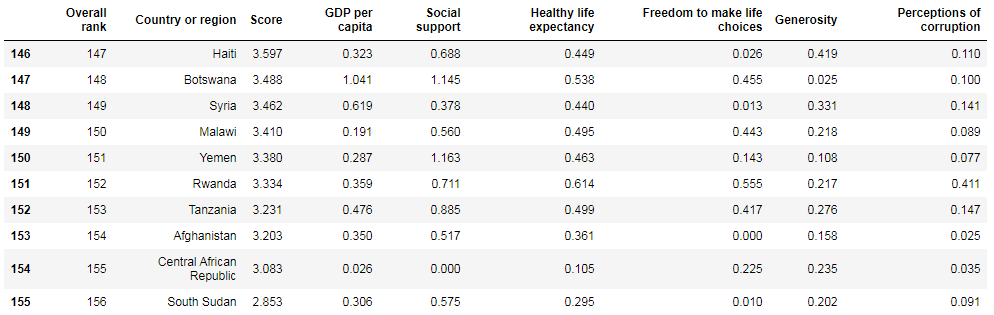 Overall rank Country or region Score GDP per capita Social support Healthy life expectancy Freedom to make life choices Generosity Perceptions of corruption
146 147 Haiti 3.597 0.323 0.688 0.449 0.026 0.419 0.110
147 148 Botswana 3.488 1.041 1.145 0.538 0.455 0.025 0.100
148 149 Syria 3.462 0.619 0.378 0.440 0.013 0.331 0.141
149 150 Malawi 3.410 0.191 0.560 0.495 0.443 0.218 0.089
150 151 Yemen 3.380 0.287 1.163 0.463 0.143 0.108 0.077
151 152 Rwanda 3.334 0.359 0.711 0.614 0.555 0.217 0.411
152 153 Tanzania 3.231 0.476 0.885 0.499 0.417 0.276 0.147
153 154 Afghanistan 3.203 0.350 0.517 0.361 0.000 0.158 0.025
154 155 Central African Republic 3.083 0.026 0.000 0.105 0.225 0.235 0.035
155 156 South Sudan 2.853 0.306 0.575 0.295 0.010 0.202 0.091